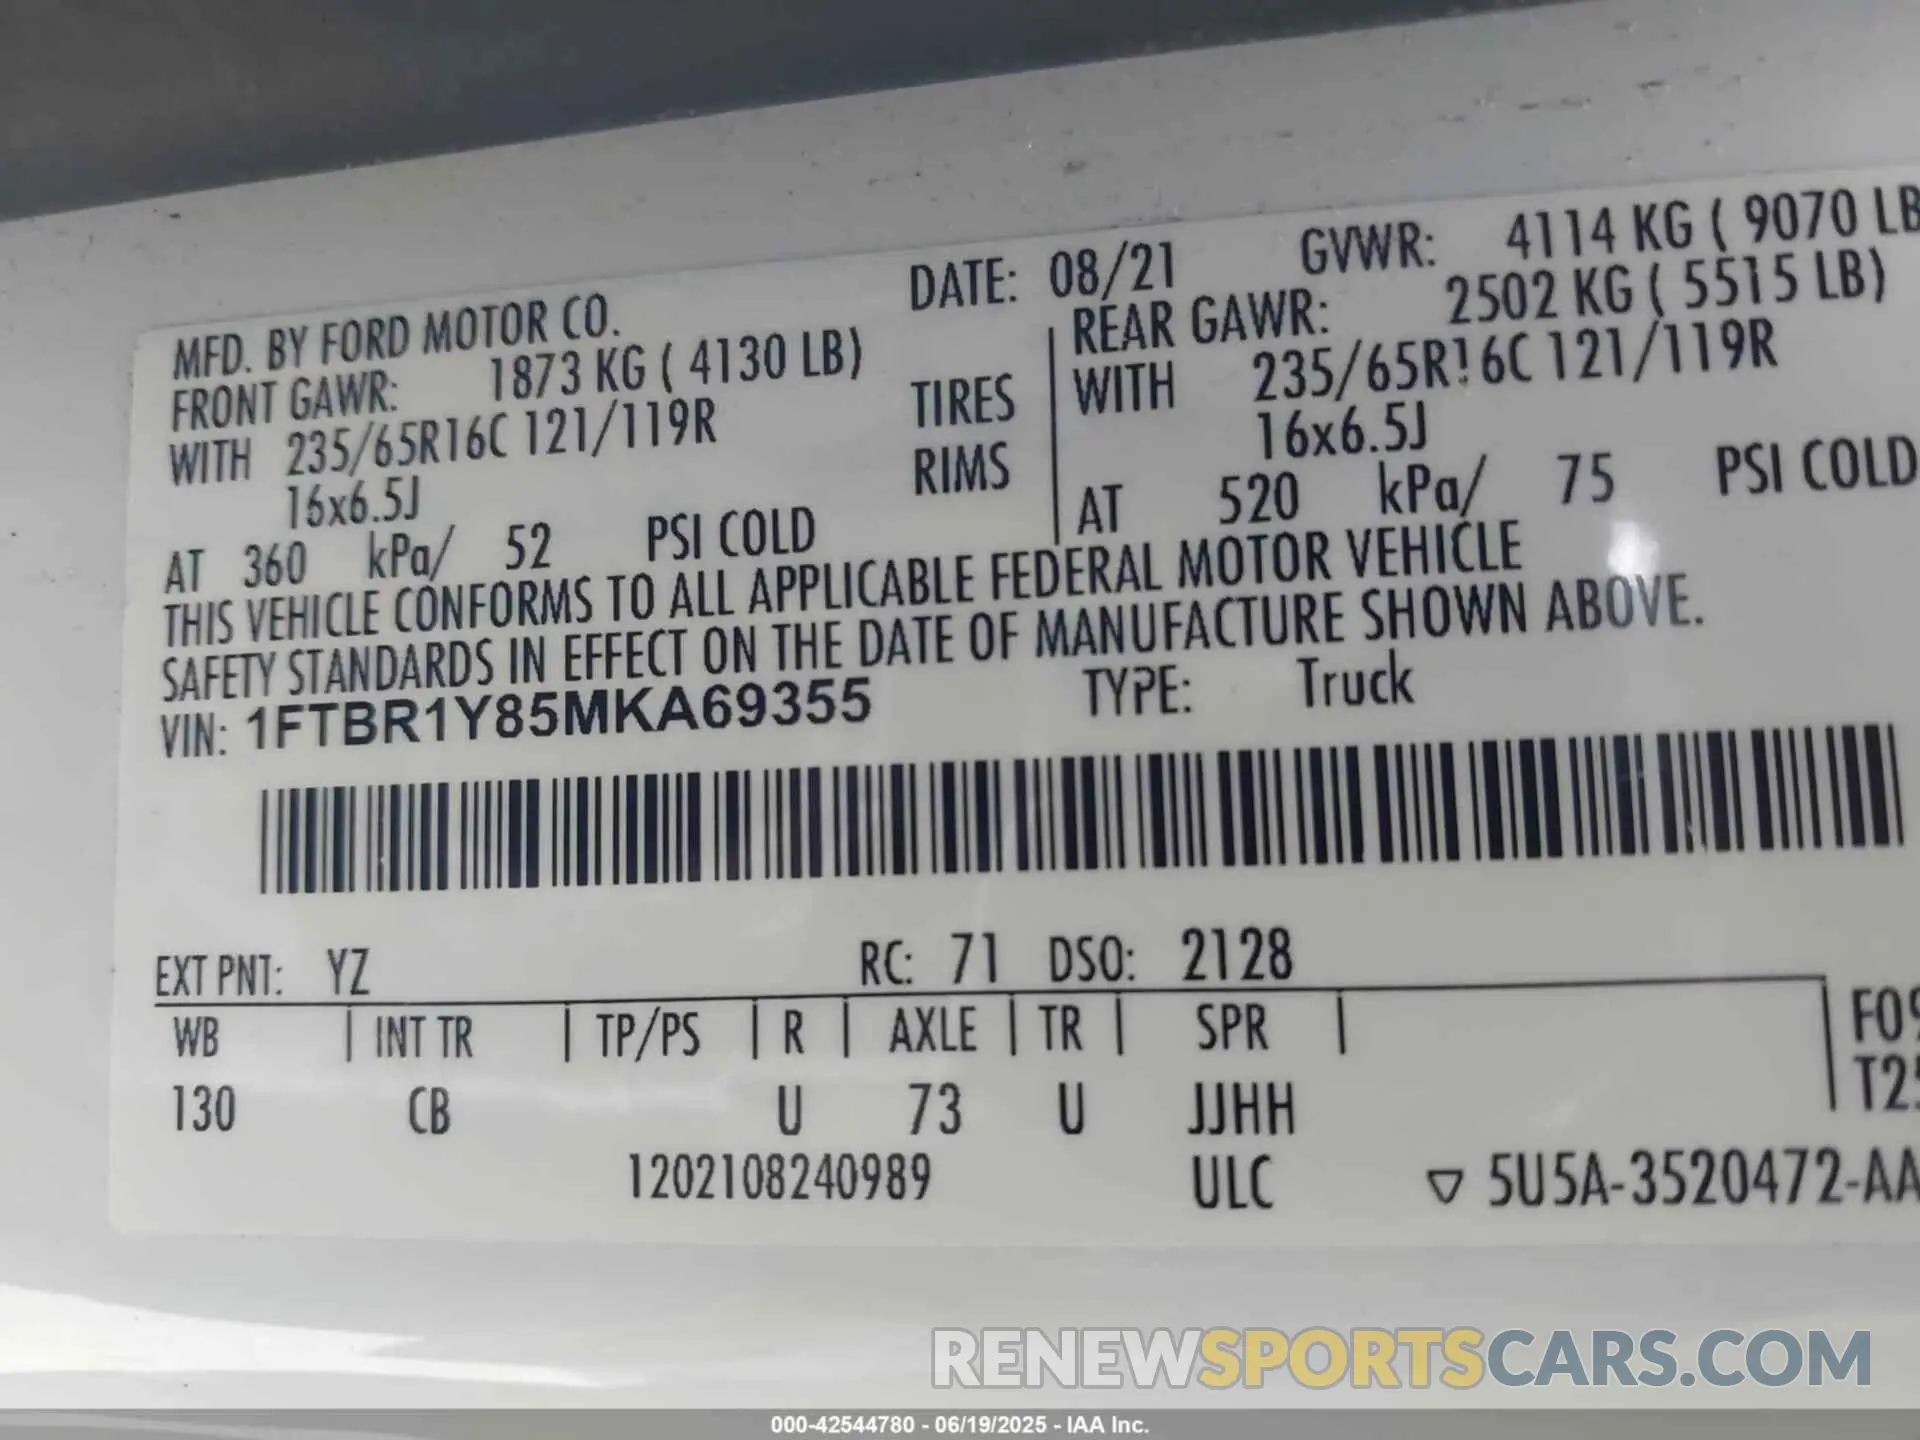 MFD. BY FORD MOTOR CO. DATE: 08/21 GVWR: 4114 KG ( 9070 LB
FRONT GAWR: 1873 KG ( 4130 LB) REAR GAWR: 2502 KG ( 5515 LB)
WITH 235/65R16C 121/119R TIRES WITH 235/65R16C 121/119R
16x6.5J RIMS 16x6.5J
AT 360 kPa/ 52 PSI COLD AT 520 kPa/ 75 PSI COLD
THIS VEHICLE CONFORMS TO ALL APPLICABLE FEDERAL MOTOR VEHICLE
SAFETY STANDARDS IN EFFECT ON THE DATE OF MANUFACTURE SHOWN ABOVE.
VIN: 1FTBR1Y85MKA69355 TYPE: Truck
EXT PNT: YZ RC: 71 DSO: 2128
WB | INT TR | TP/PS | R | AXLE | TR | SPR | F09
130 CB U 73 U JJHH
1202108240989 ULC ▽ 5U5A-3520472-AA
RENEWSPORTSCARS.COM
000-42544780 - 06/19/2025 - IAA Inc.